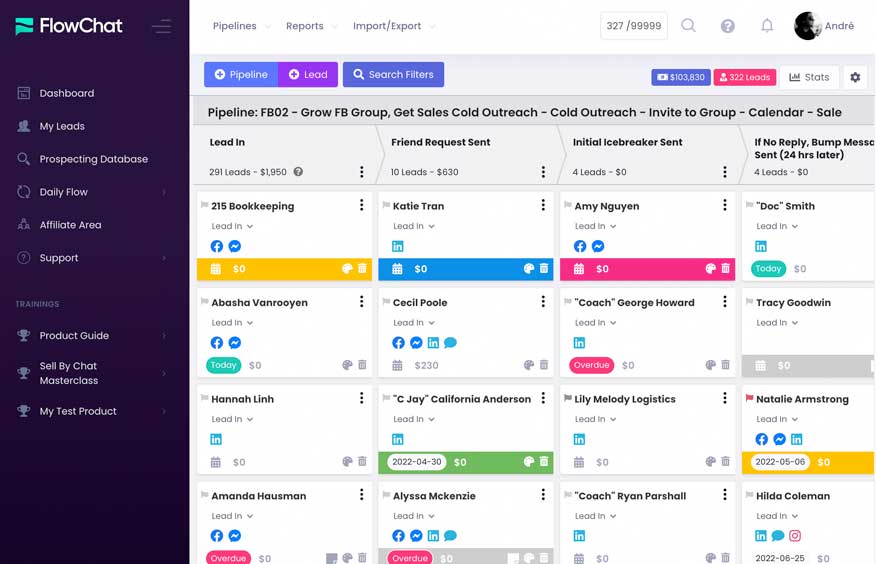 FlowChat
Pipelines
Reports
Import/Export
327 /99999
André
Dashboard
My Leads
Prospecting Database
Daily Flow
Affiliate Area
Support
TRAININGS
Product Guide
Sell By Chat
Masterclass
My Test Product
Pipeline
Lead
Search Filters
$103,830
322 Leads
Stats
Pipeline: FB02 - Grow FB Group, Get Sales Cold Outreach - Cold Outreach - Invite to Group - Calendar - Sale
Lead In
291 Leads - $1,950
215 Bookkeeping
Lead In
$0
Abasha Vanrooyen
Lead In
Today $0
Hannah Linh
Lead In
$0
Amanda Hausman
Lead In
Overdue $0
Friend Request Sent
10 Leads - $630
Katie Tran
Lead In
$0
Cecil Poole
Lead In
$230
"C Jay" California Anderson
Lead In
2022-04-30 $0
Alyssa Mckenzie
Lead In
Overdue $0
Initial Icebreaker Sent
4 Leads - $0
Amy Nguyen
Lead In
$0
"Coach" George Howard
Lead In
Overdue $0
Lily Melody Logistics
Lead In
$0
"Coach" Ryan Parshall
Lead In
$0
If No Reply, Bump Messa
Sent (24 hrs later)
4 Leads - $0
"Doc" Smith
Lead In
Today $0
Tracy Goodwin
Lead In
$0
Natalie Armstrong
Lead In
2022-05-06 $0
Hilda Coleman
Lead In
2022-06-25 $0